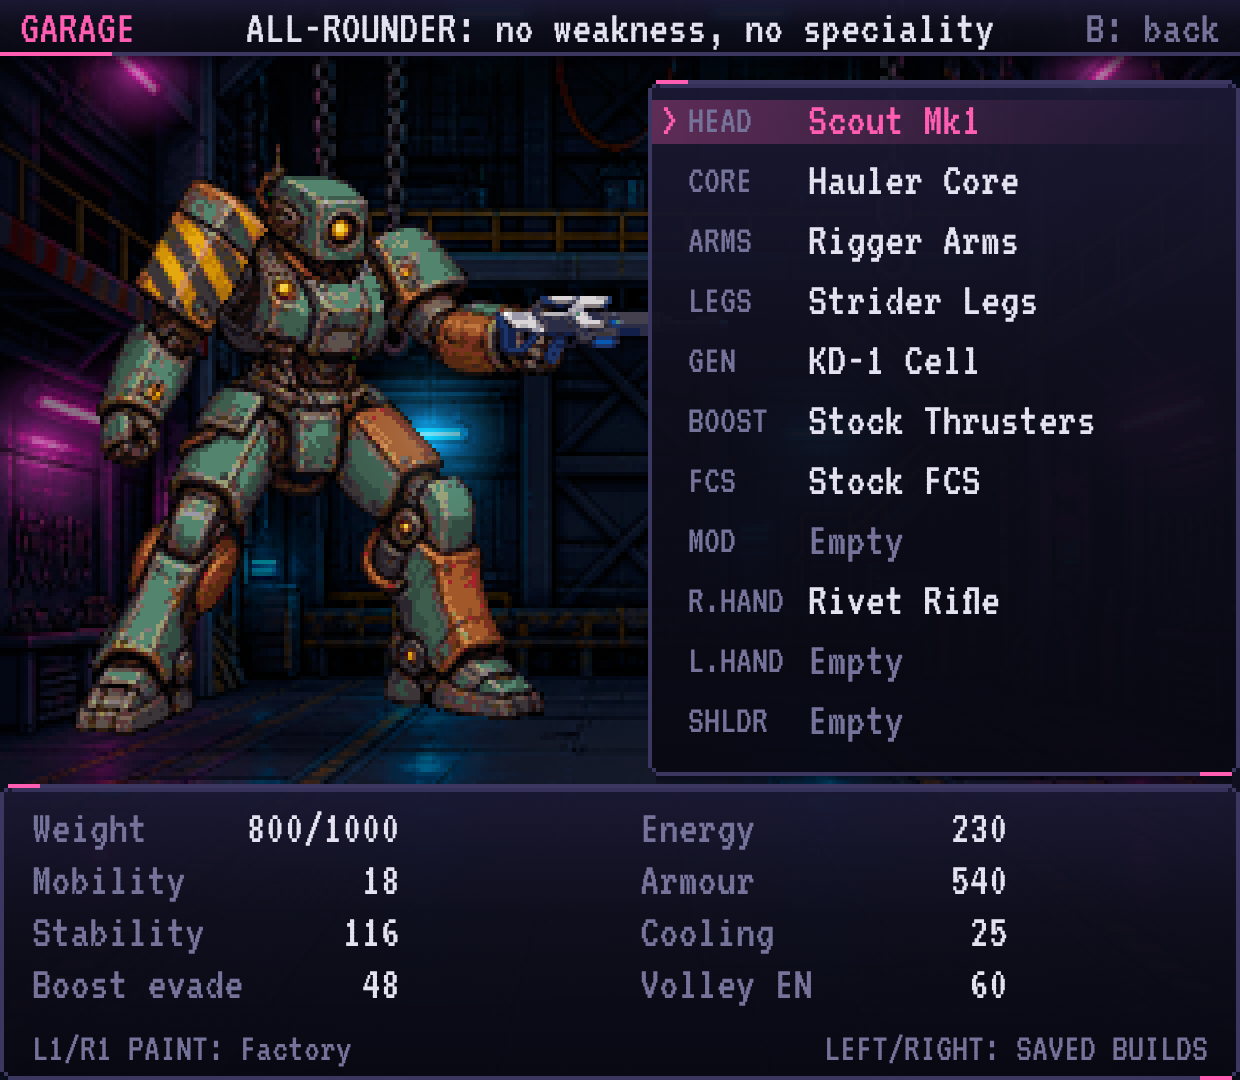 GARAGE ALL-ROUNDER: no weakness, no speciality B: back
> HEAD Scout Mk1
CORE Hauler Core
ARMS Rigger Arms
LEGS Strider Legs
GEN KD-1 Cell
BOOST Stock Thrusters
FCS Stock FCS
MOD Empty
R.HAND Rivet Rifle
L.HAND Empty
SHLDR Empty
Weight 800/1000 Energy 230
Mobility 18 Armour 540
Stability 116 Cooling 25
Boost evade 48 Volley EN 60
L1/R1 PAINT: Factory LEFT/RIGHT: SAVED BUILDS